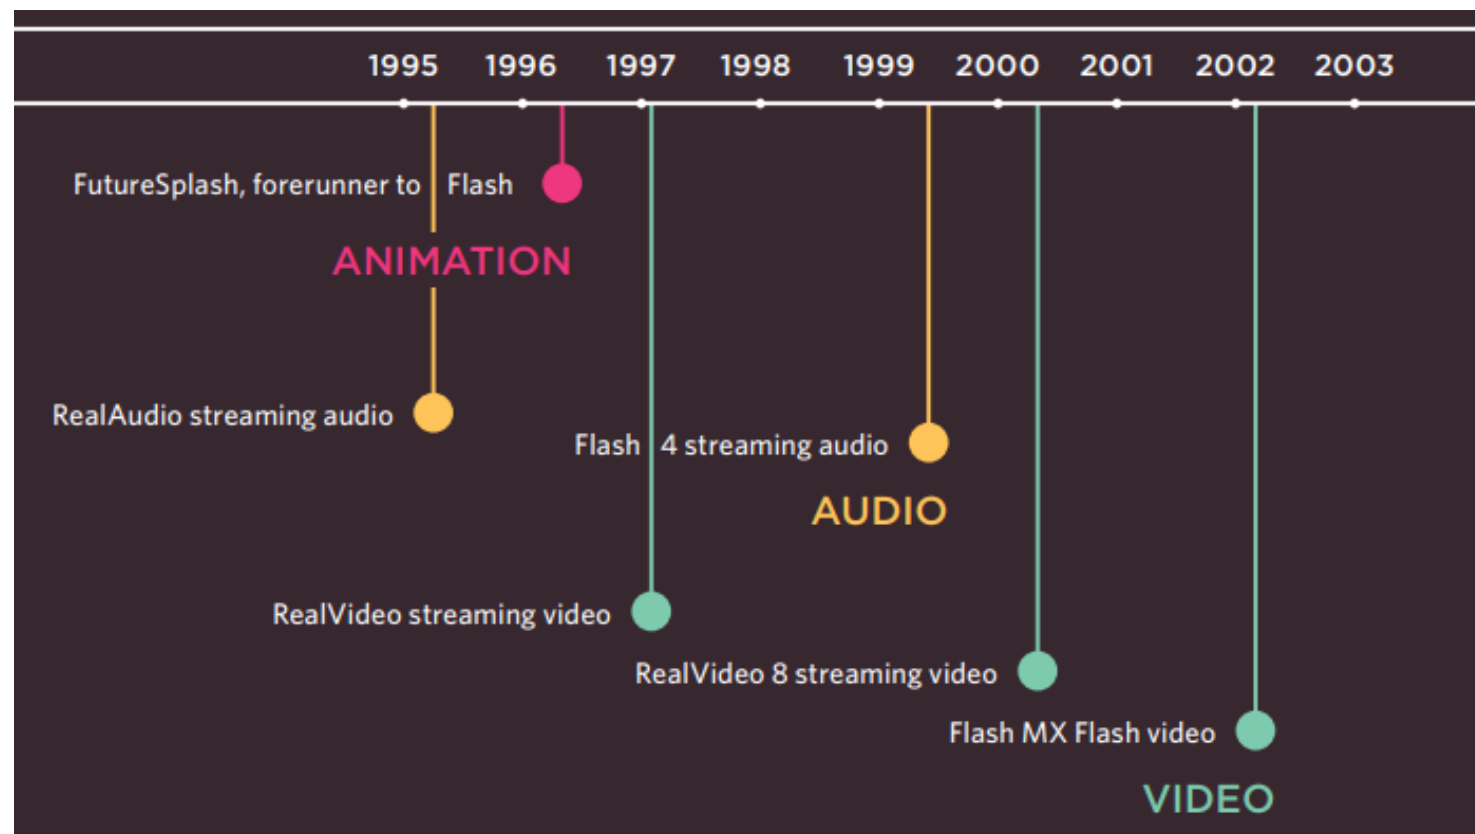 1995 1996 1997 1998 1999 2000 2001 2002 2003
FutureSplash, forerunner to Flash
ANIMATION
RealAudio streaming audio
Flash 4 streaming audio
AUDIO
RealVideo streaming video
RealVideo 8 streaming video
Flash MX Flash video
VIDEO